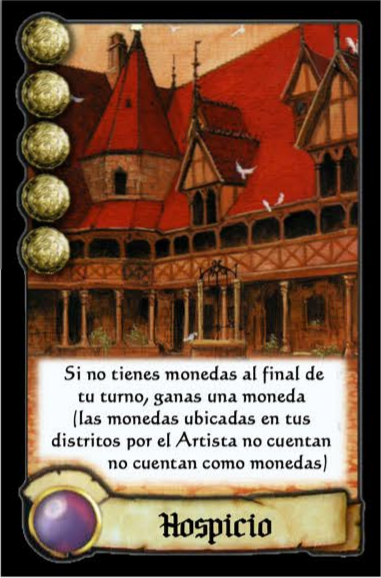 Si no tienes monedas al final de
tu turno, ganas una moneda
(las monedas ubicadas en tus
distritos por el Artista no cuentan
no cuentan como monedas)
Hospicio